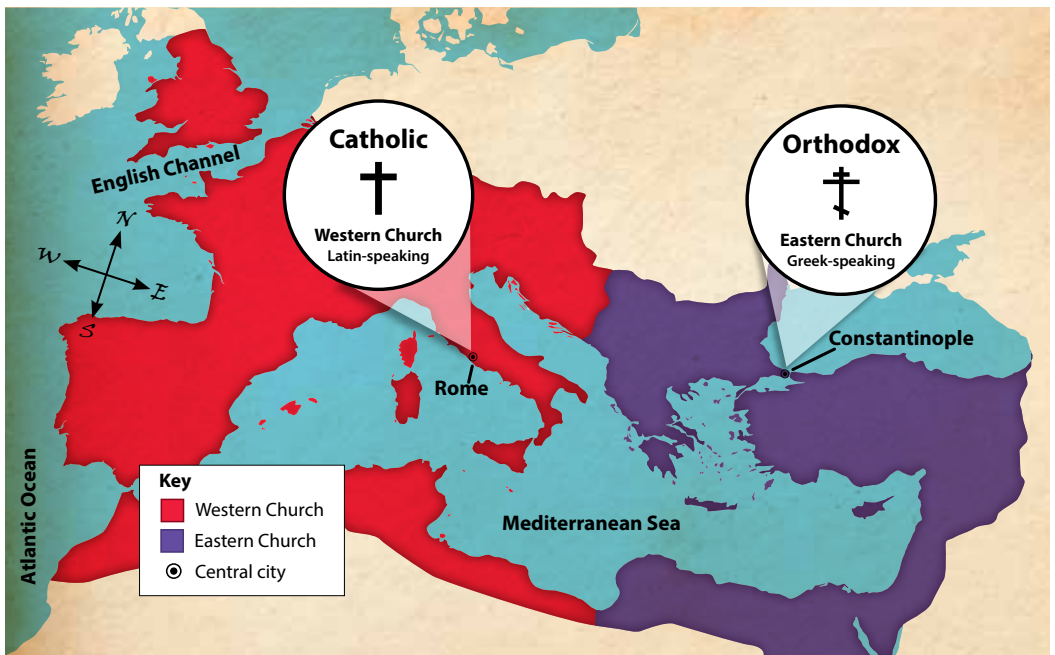 Catholic
Western Church
Latin-speaking
Orthodox
Eastern Church
Greek-speaking
English Channel
N
W
E
S
Constantinople
Rome
Mediterranean Sea
Atlantic Ocean
Key
Western Church
Eastern Church
Central city